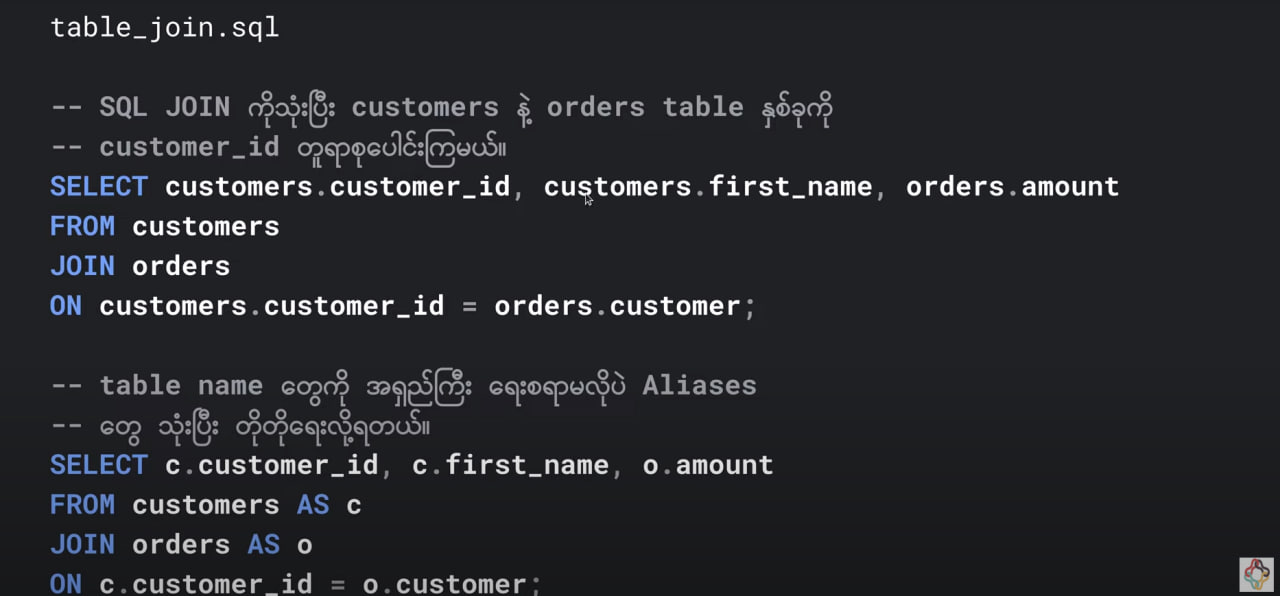 table_join.sql
-- SQL JOIN ကိုသုံးပြီး customers နဲ့ orders table နှစ်ခုကို
-- customer_id တူရာစုပေါင်းကြမယ်။
SELECT customers.customer_id, customers.first_name, orders.amount
FROM customers
JOIN orders
ON customers.customer_id = orders.customer;
-- table name တွေကို အရှည်ကြီး ရေးစရာမလိုပဲ Aliases
-- တွေ သုံးပြီး တိုတိုရေးလို့ရတယ်။
SELECT c.customer_id, c.first_name, o.amount
FROM customers AS c
JOIN orders AS o
ON c.customer_id = o.customer;